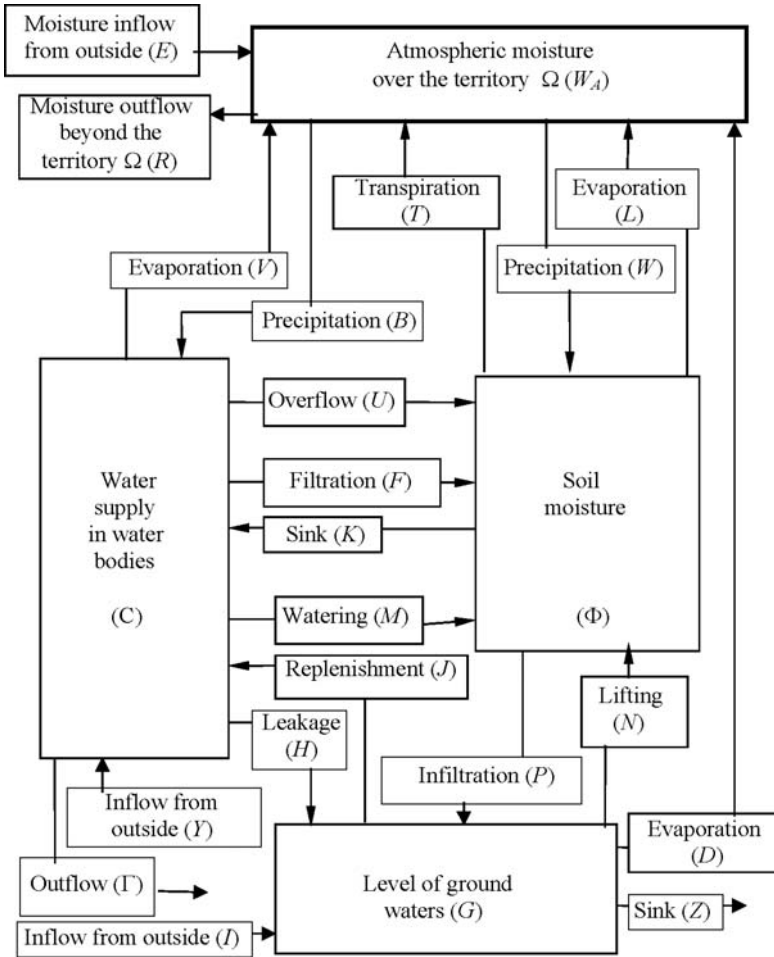 Moisture inflow
from outside (E)
Atmospheric moisture
over the territory Ω (W_A)
Moisture outflow
beyond the
territory Ω (R)
Transpiration
(T)
Evaporation
(L)
Evaporation (V)
Precipitation (W)
Precipitation (B)
Overflow (U)
Water
supply
in water
bodies
(C)
Filtration (F)
Soil
moisture
(Φ)
Sink (K)
Watering (M)
Replenishment (J)
Lifting
(N)
Leakage
(H)
Infiltration (P)
Inflow from
outside (Y)
Evaporation
(D)
Outflow (Γ)
Level of ground
waters (G)
Sink (Z)
Inflow from outside (I)